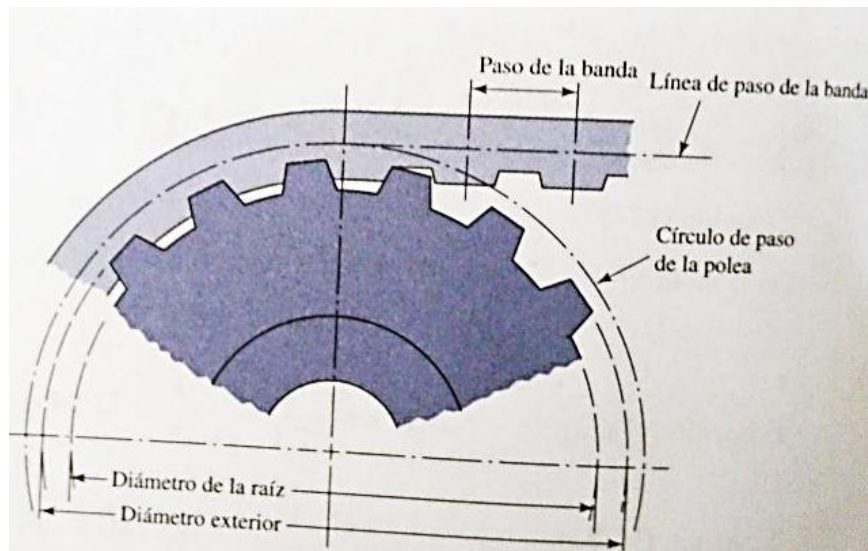 Paso de la banda
Línea de paso de la banda
Círculo de paso
de la polea
Diámetro de la raíz
Diámetro exterior